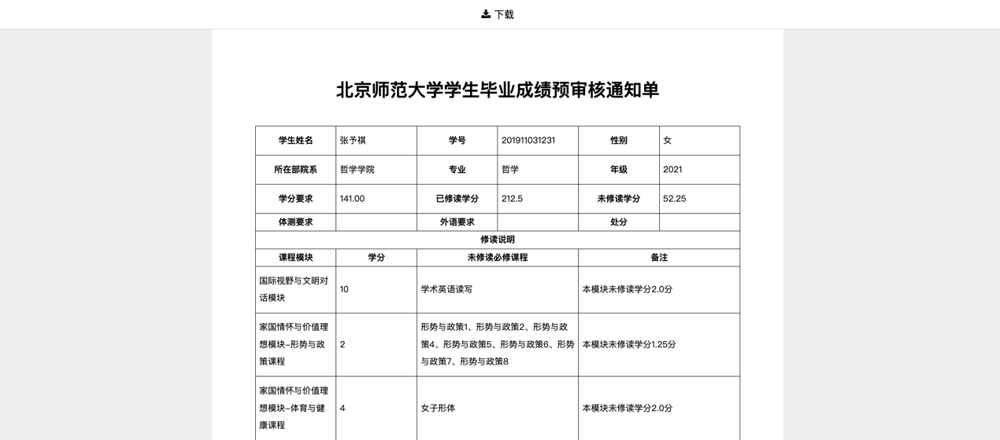 下载
北京师范大学学生毕业成绩预审核通知单
学生姓名 张予祺 学号 201911031231 性别 女
所在部院系 哲学学院 专业 哲学 年级 2021
学分要求 141.00 已修读学分 212.5 未修读学分 52.25
体测要求 外语要求 处分
修读说明
课程模块 学分 未修读必修课程 备注
国际视野与文明对
话模块
10
学术英语读写
本模块未修读学分2.0分
家国情怀与价值理
想模块-形势与政
策课程
2
形势与政策1、形势与政策2、形势与政
策4、形势与政策5、形势与政策6、形势
与政策7、形势与政策8
本模块未修读学分1.25分
家国情怀与价值理
想模块-体育与健
康课程
4
女子形体
本模块未修读学分2.0分